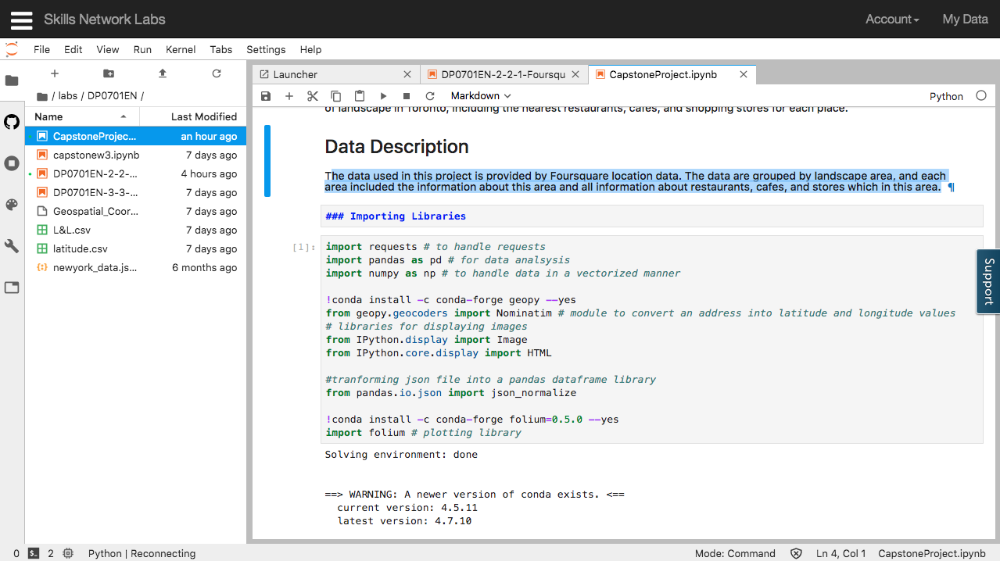 Skills Network Labs
Account
My Data
File Edit View Run Kernel Tabs Settings Help
Launcher
DP0701EN-2-2-1-Foursqu
CapstoneProject.ipynb
/ labs / DP0701EN /
Markdown
Python
Name Last Modified
CapstoneProjec... an hour ago
capstonew3.ipynb 7 days ago
DP0701EN-2-2-... 4 hours ago
DP0701EN-3-3-... 7 days ago
Geospatial_Coor... 7 days ago
L&L.csv 7 days ago
latitude.csv 7 days ago
newyork_data.js... 6 months ago
of landscape in Toronto, including the nearest restaurants, cafes, and shopping stores for each place.
Data Description
The data used in this project is provided by Foursquare location data. The data are grouped by landscape area, and each
area included the information about this area and all information about restaurants, cafes, and stores which in this area. ¶
### Importing Libraries
[1]:
import requests # to handle requests
import pandas as pd # for data analsysis
import numpy as np # to handle data in a vectorized manner
!conda install -c conda-forge geopy --yes
from geopy.geocoders import Nominatim # module to convert an address into latitude and longitude values
# libraries for displaying images
from IPython.display import Image
from IPython.core.display import HTML
#tranforming json file into a pandas dataframe library
from pandas.io.json import json_normalize
!conda install -c conda-forge folium=0.5.0 --yes
import folium # plotting library
Solving environment: done
==> WARNING: A newer version of conda exists. <==
current version: 4.5.11
latest version: 4.7.10
Support
0 2 Python | Reconnecting
Mode: Command Ln 4, Col 1 CapstoneProject.ipynb